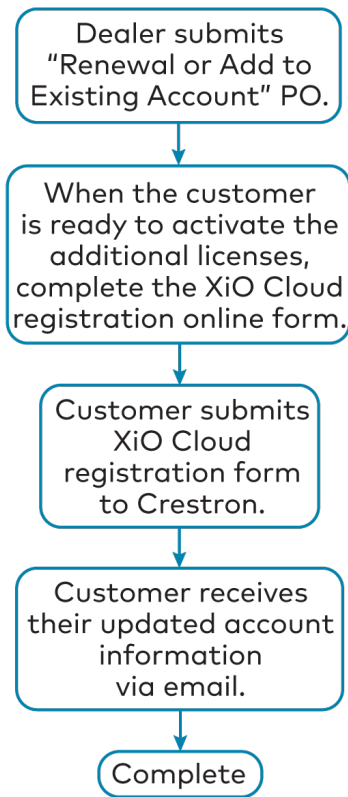 Dealer submits
“Renewal or Add to
Existing Account” PO.
When the customer
is ready to activate the
additional licenses,
complete the XiO Cloud
registration online form.
Customer submits
XiO Cloud
registration form
to Crestron.
Customer receives
their updated account
information
via email.
Complete